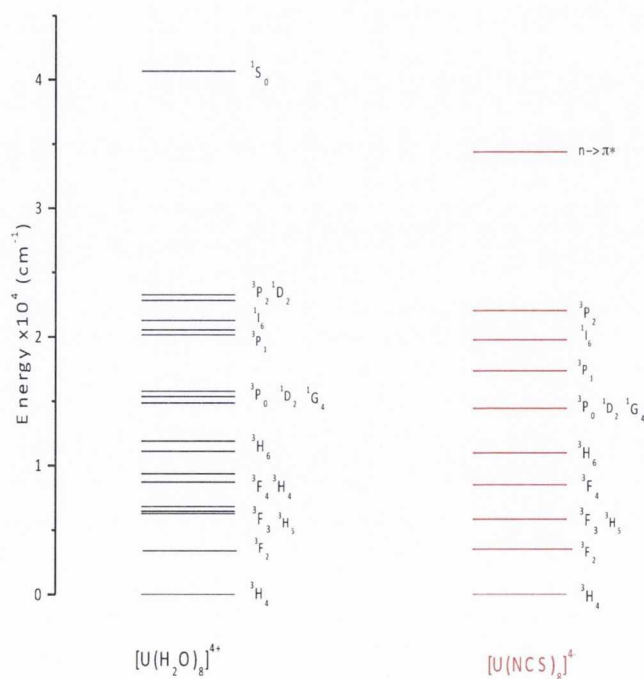 Energy x10⁴ (cm⁻¹)
4
3
2
1
0
¹S₀
³P₂ ¹D₂
¹I₆
³P₁
³P₀ ¹D₂ ¹G₄
³H₆
³F₄ ³H₄
³F₃ ³H₅
³F₂
³H₄
[U(H₂O)₈]⁴⁺
n->π*
³P₂
¹I₆
³P₁
³P₀ ¹D₂ ¹G₄
³H₆
³F₄
³F₃ ³H₅
³F₂
³H₄
[U(NCS)₈]⁴⁻